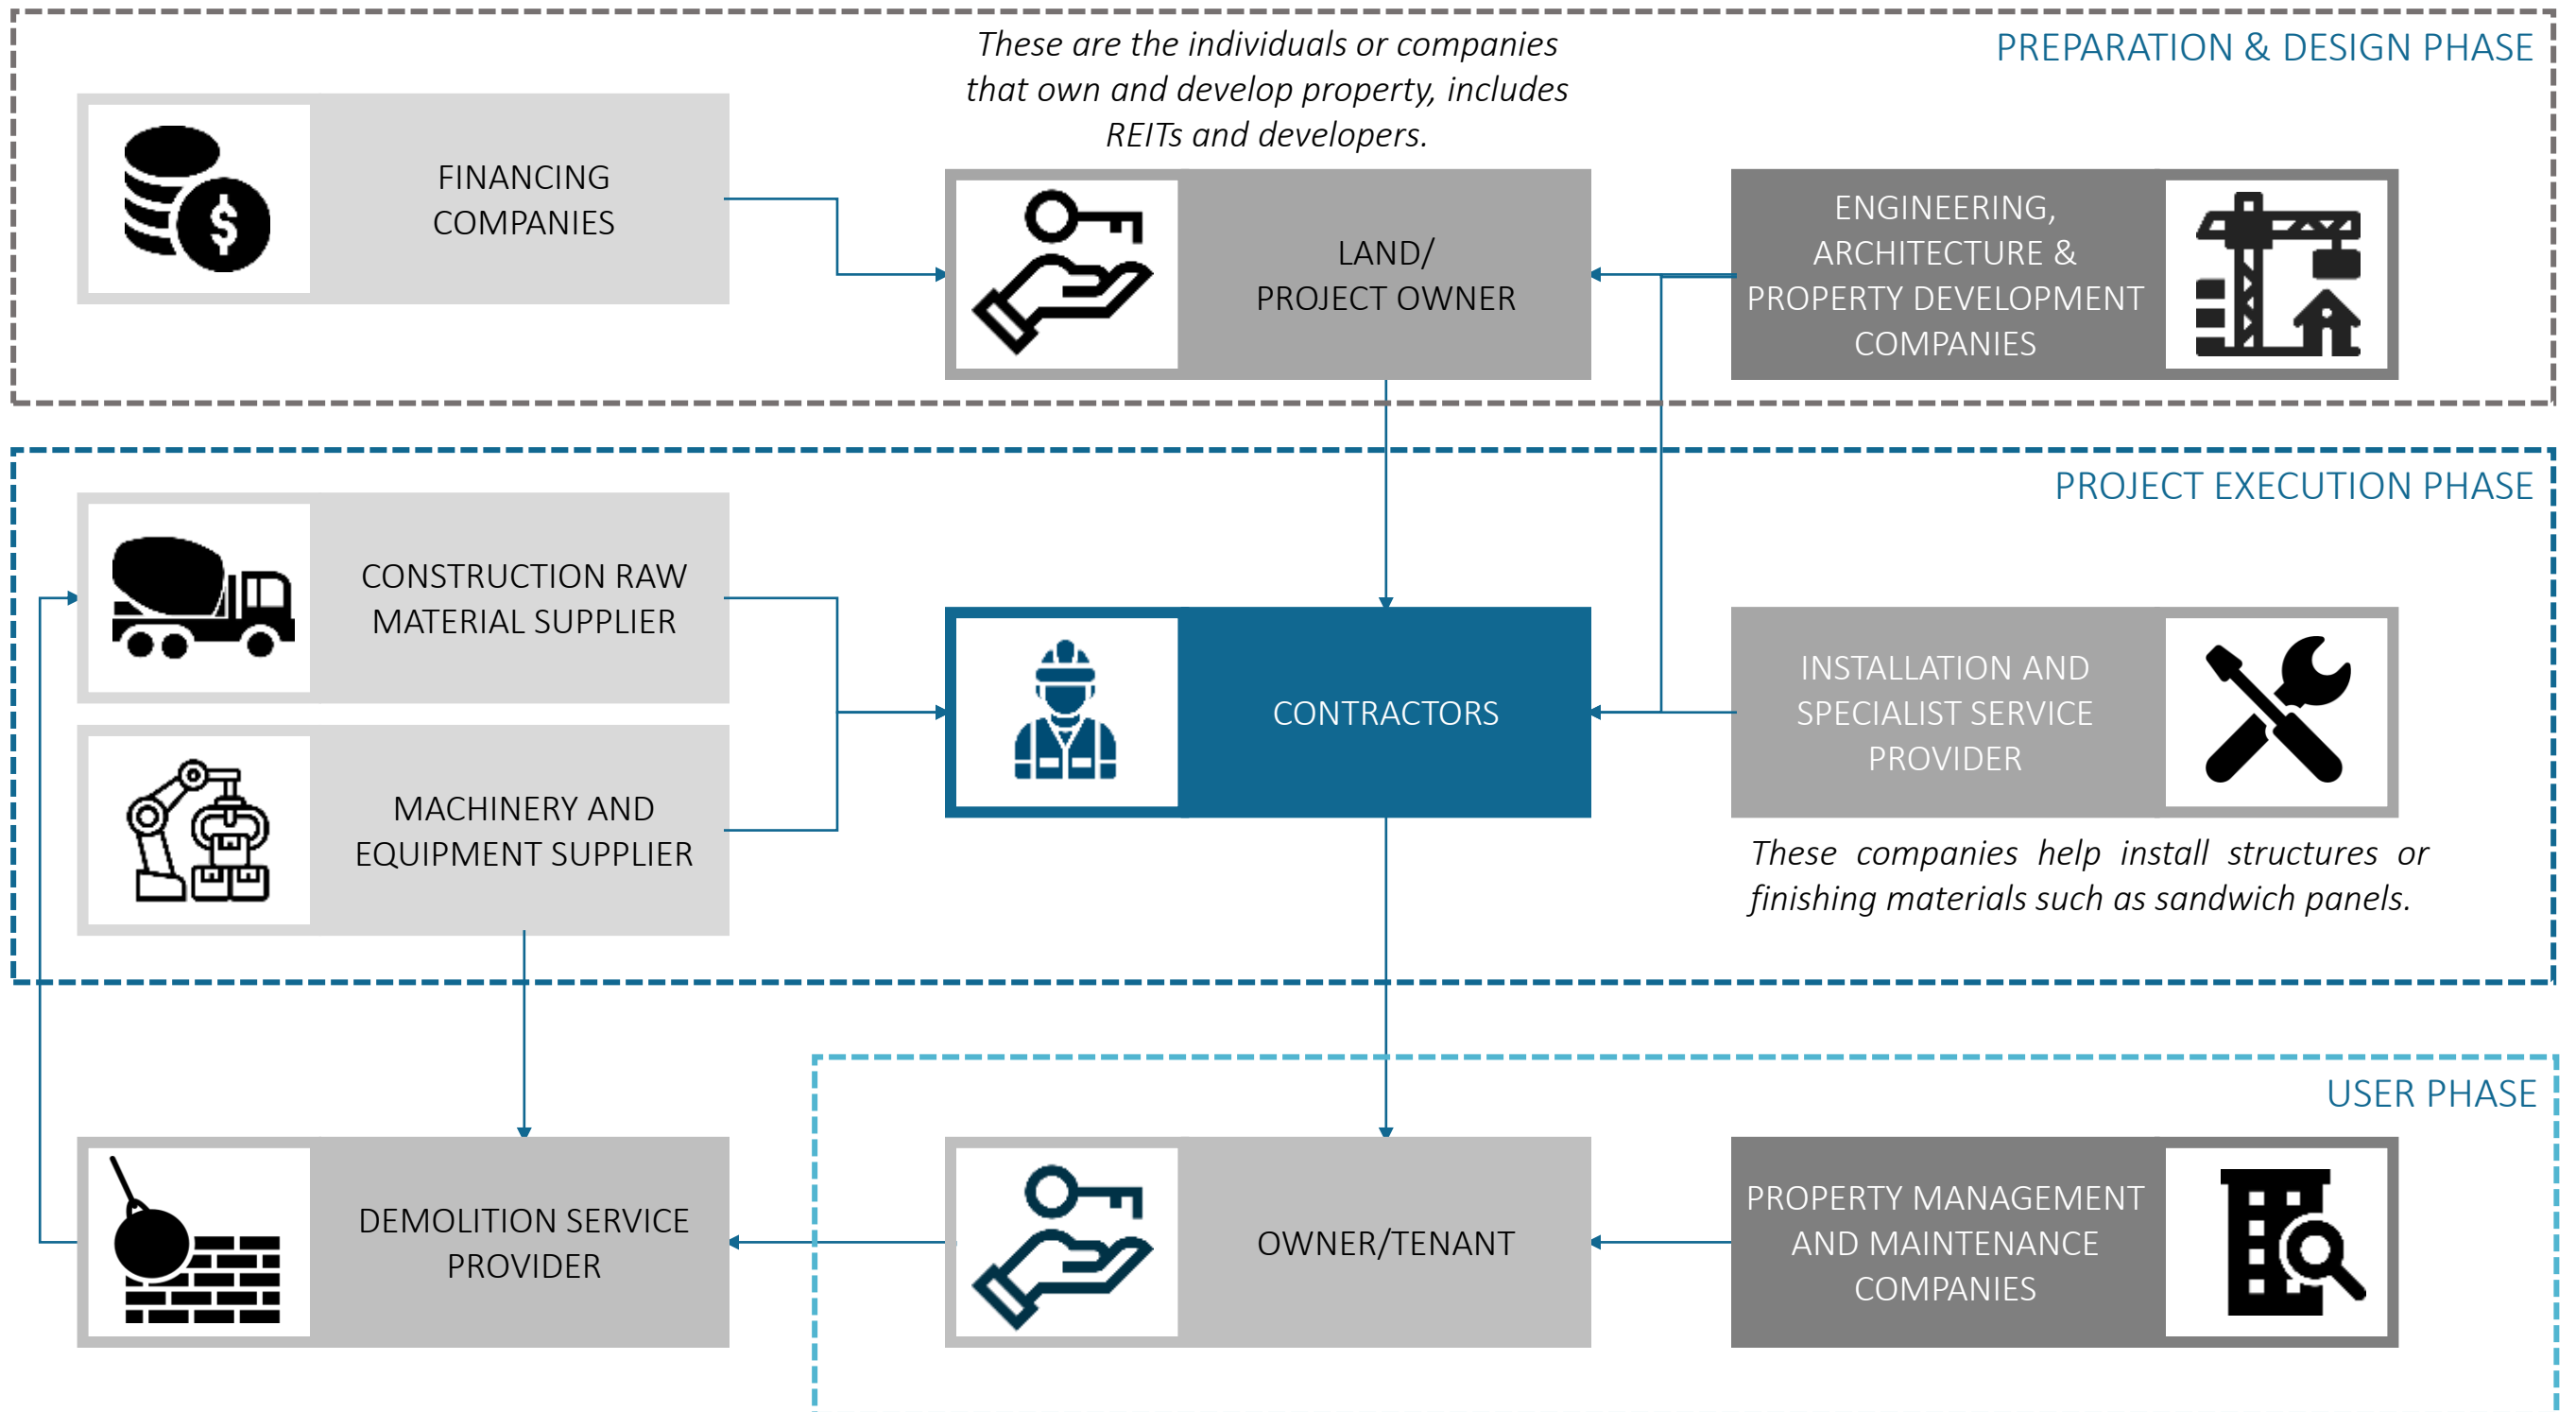 These are the individuals or companies
that own and develop property, includes
REITs and developers.
PREPARATION & DESIGN PHASE
FINANCING
COMPANIES
$
LAND/
PROJECT OWNER
ENGINEERING,
ARCHITECTURE &
PROPERTY DEVELOPMENT
COMPANIES
PROJECT EXECUTION PHASE
CONSTRUCTION RAW
MATERIAL SUPPLIER
MACHINERY AND
EQUIPMENT SUPPLIER
CONTRACTORS
INSTALLATION AND
SPECIALIST SERVICE
PROVIDER
These companies help install structures or
finishing materials such as sandwich panels.
USER PHASE
DEMOLITION SERVICE
PROVIDER
OWNER/TENANT
PROPERTY MANAGEMENT
AND MAINTENANCE
COMPANIES